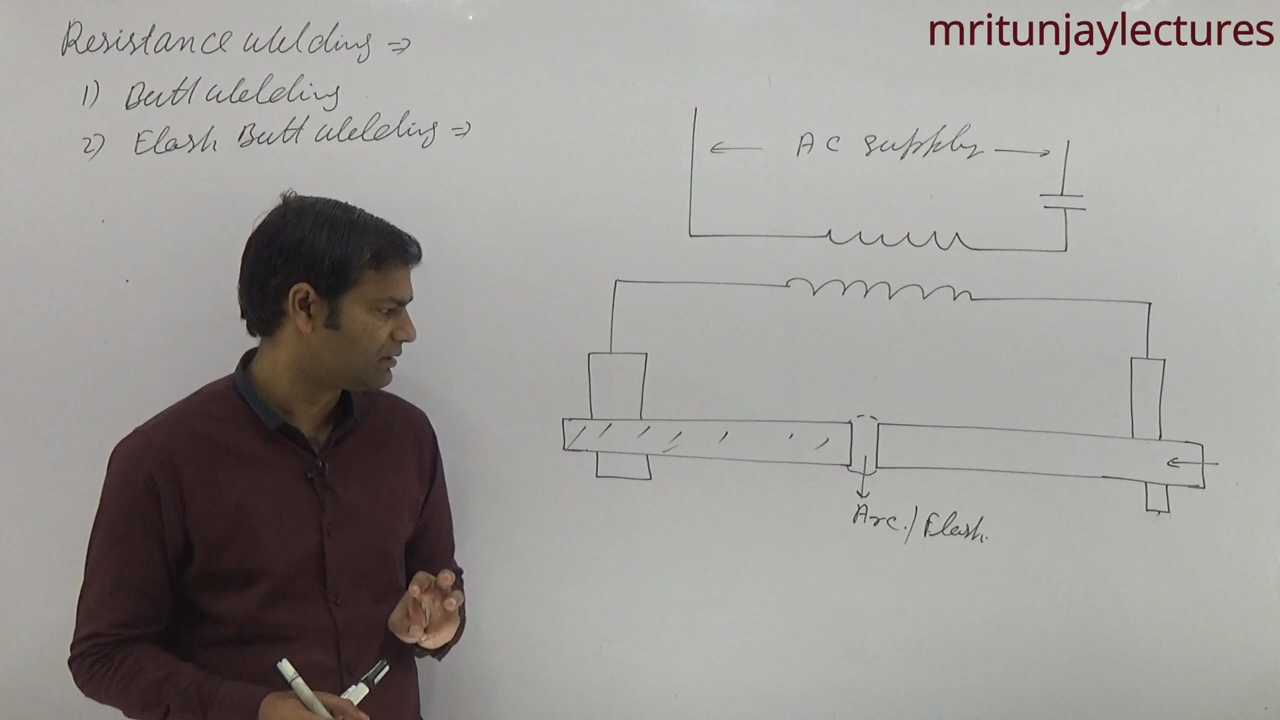 mritunjaylectures
Resistance welding ⇒
1) Butt welding
2) Flash Butt welding ⇒
← AC supply →
Arc./Flash.